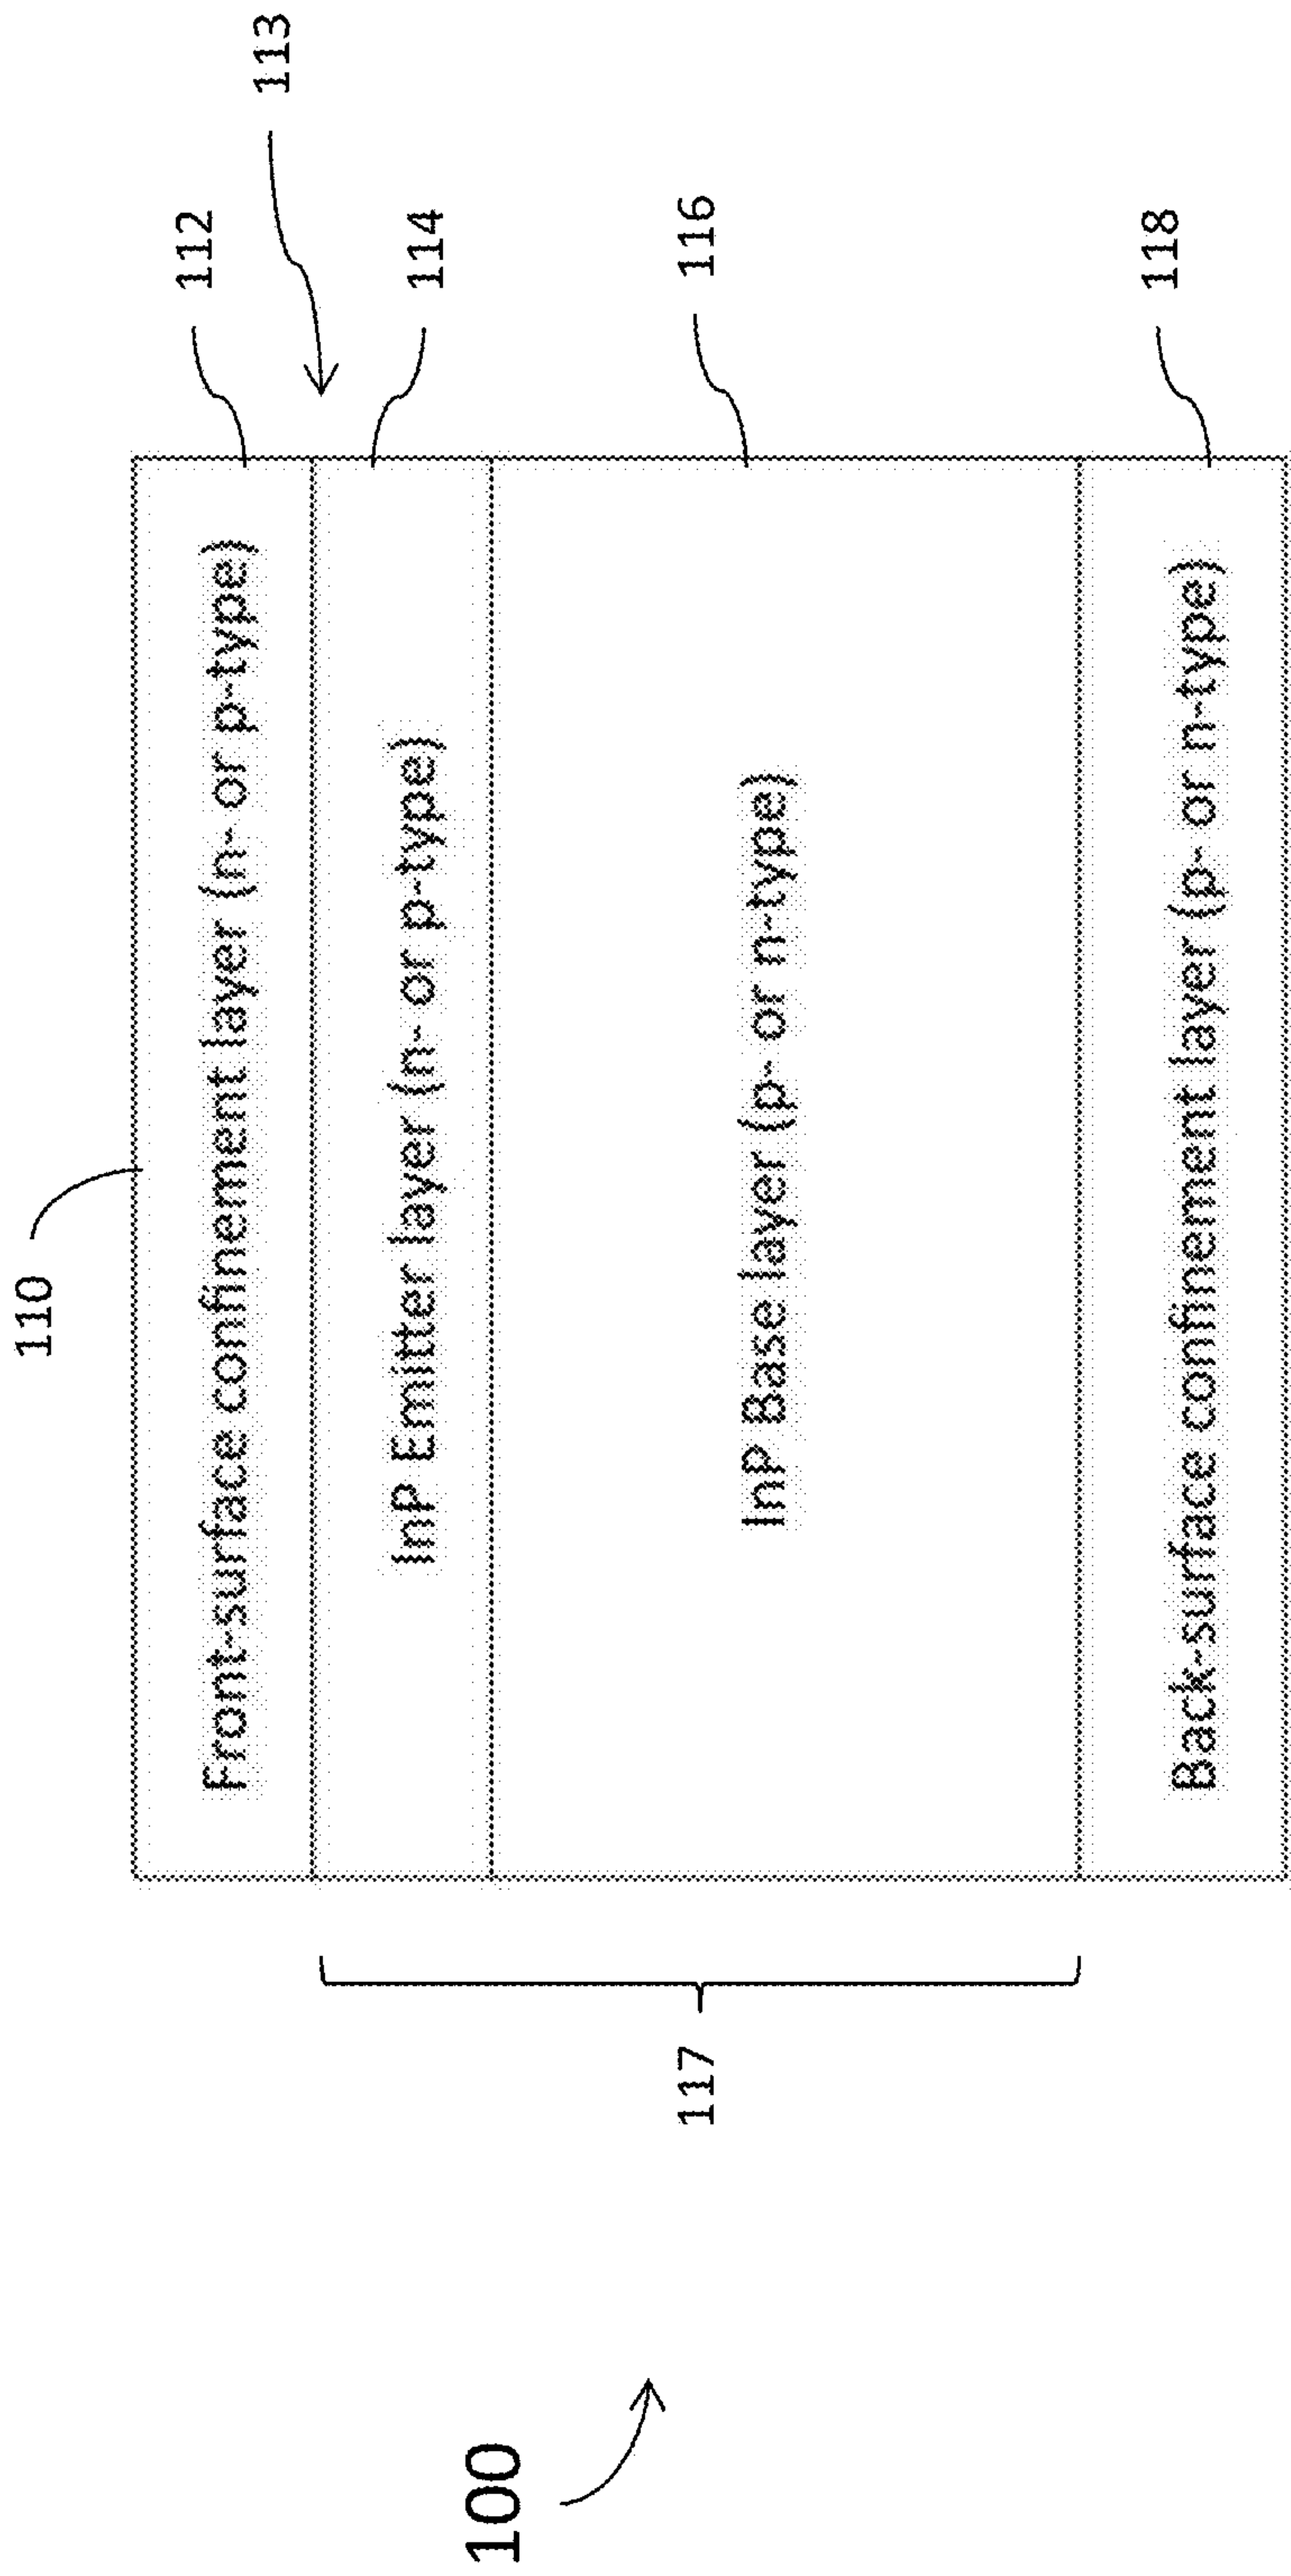 110
Front-surface confinement layer (n- or p-type)
112
113
InP Emitter layer (n- or p-type)
114
InP Base layer (p- or n-type)
116
117
Back-surface confinement layer (p- or n-type)
118
100